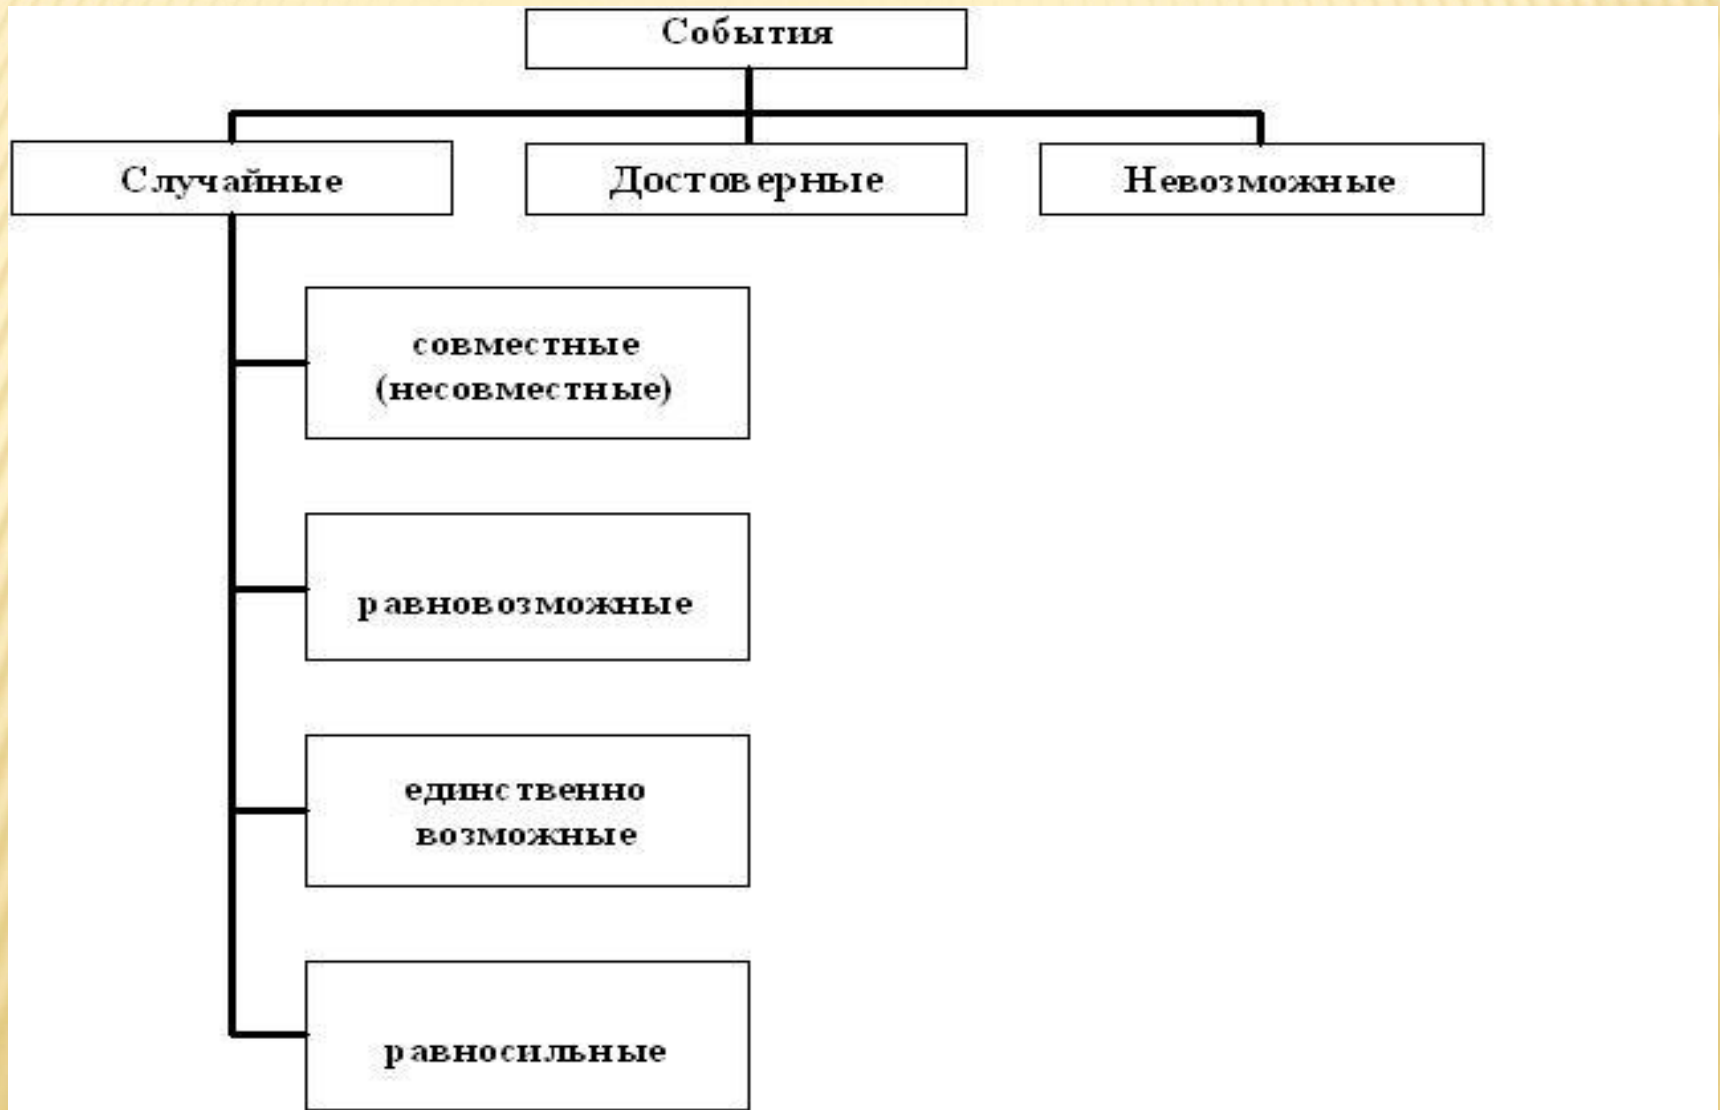 События
Случайные
Достоверные
Невозможные
совместные
(несовместные)
равновозможные
единственно
возможные
равносильные